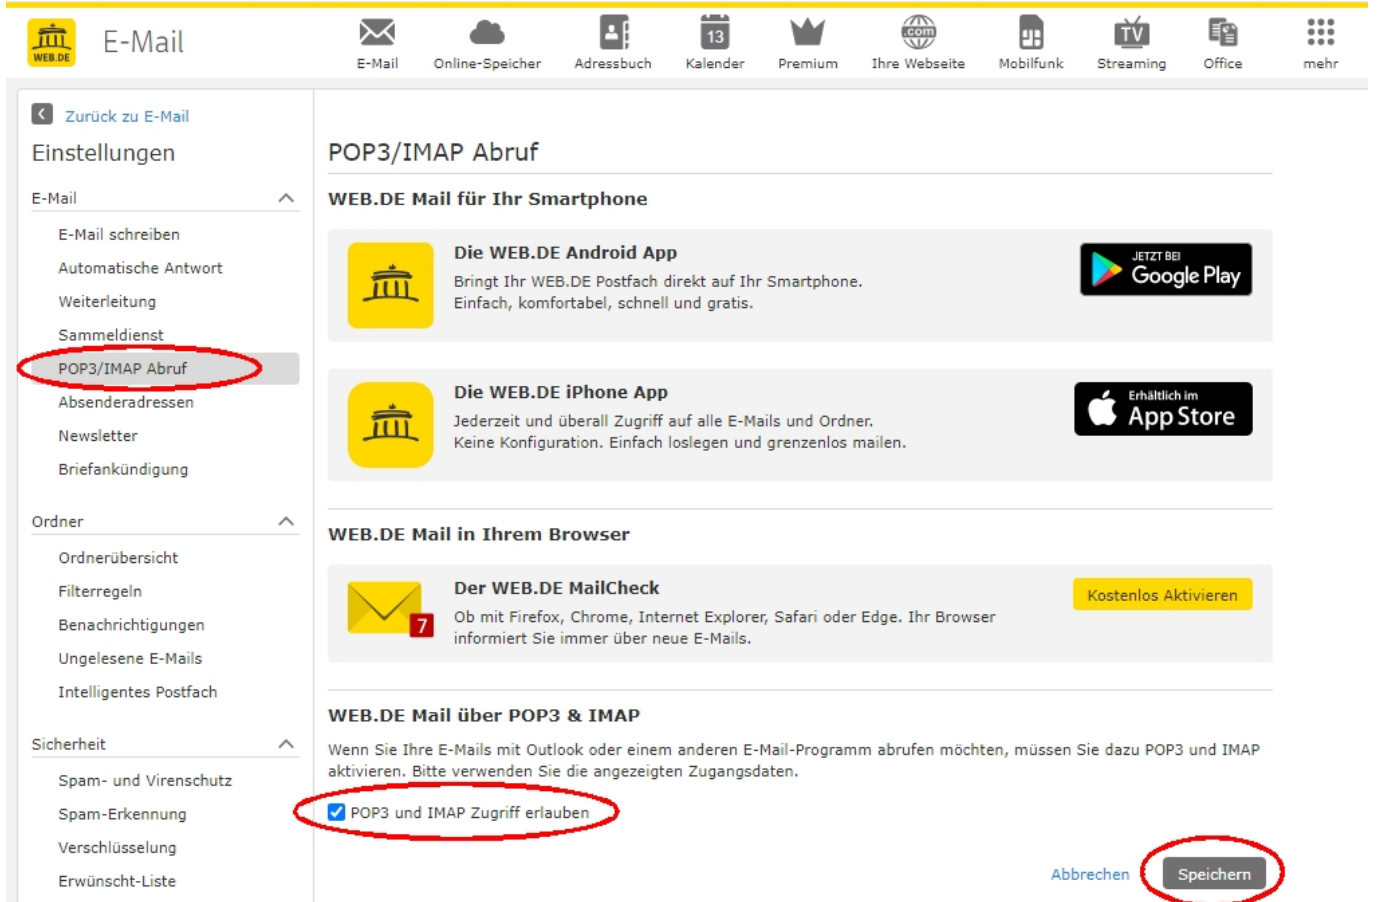 WEB.DE
E-Mail
E-Mail
Online-Speicher
Adressbuch
13
Kalender
Premium
.com
Ihre Webseite
Mobilfunk
TV
Streaming
Office
mehr
Zurück zu E-Mail
Einstellungen
E-Mail
E-Mail schreiben
Automatische Antwort
Weiterleitung
Sammeldienst
POP3/IMAP Abruf
Absenderadressen
Newsletter
Briefankündigung
Ordner
Ordnerübersicht
Filterregeln
Benachrichtigungen
Ungelesene E-Mails
Intelligentes Postfach
Sicherheit
Spam- und Virenschutz
Spam-Erkennung
Verschlüsselung
Erwünscht-Liste
POP3/IMAP Abruf
WEB.DE Mail für Ihr Smartphone
Die WEB.DE Android App
Bringt Ihr WEB.DE Postfach direkt auf Ihr Smartphone.
Einfach, komfortabel, schnell und gratis.
JETZT BEI
Google Play
Die WEB.DE iPhone App
Jederzeit und überall Zugriff auf alle E-Mails und Ordner.
Keine Konfiguration. Einfach loslegen und grenzenlos mailen.
Erhältlich im
App Store
WEB.DE Mail in Ihrem Browser
7
Der WEB.DE MailCheck
Ob mit Firefox, Chrome, Internet Explorer, Safari oder Edge. Ihr Browser
informiert Sie immer über neue E-Mails.
Kostenlos Aktivieren
WEB.DE Mail über POP3 & IMAP
Wenn Sie Ihre E-Mails mit Outlook oder einem anderen E-Mail-Programm abrufen möchten, müssen Sie dazu POP3 und IMAP
aktivieren. Bitte verwenden Sie die angezeigten Zugangsdaten.
POP3 und IMAP Zugriff erlauben
Abbrechen
Speichern